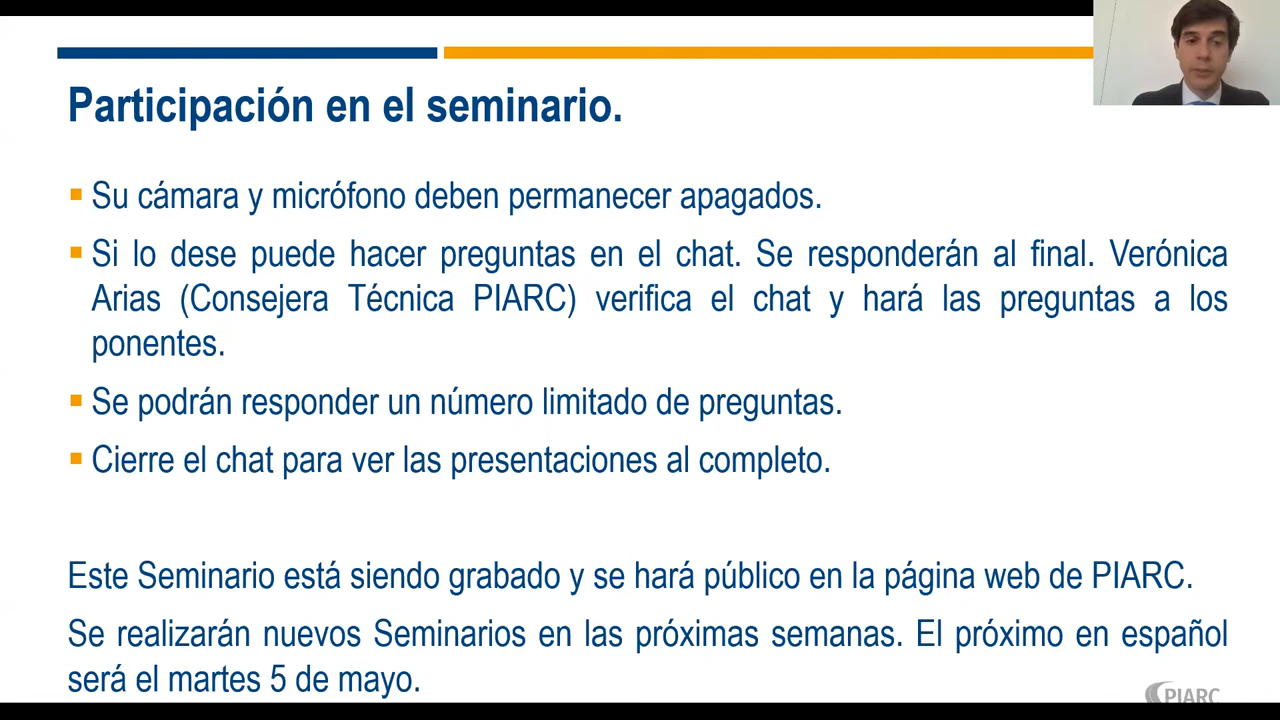 Participación en el seminario.
Su cámara y micrófono deben permanecer apagados.
Si lo dese puede hacer preguntas en el chat. Se responderán al final. Verónica
Arias (Consejera Técnica PIARC) verifica el chat y hará las preguntas a los
ponentes.
Se podrán responder un número limitado de preguntas.
Cierre el chat para ver las presentaciones al completo.
Este Seminario está siendo grabado y se hará público en la página web de PIARC.
Se realizarán nuevos Seminarios en las próximas semanas. El próximo en español
será el martes 5 de mayo.
PIARC